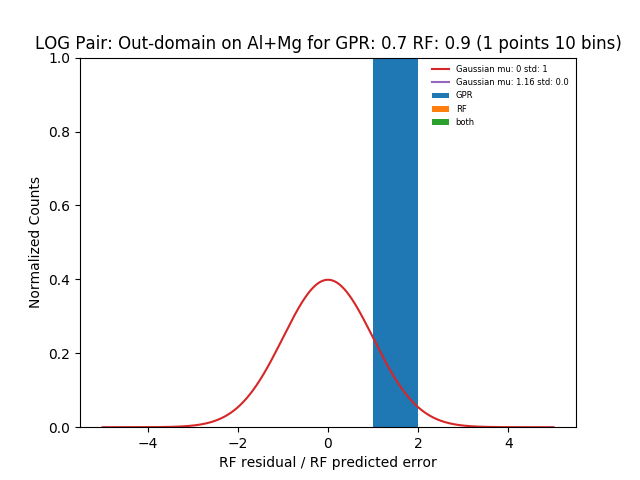 LOG Pair: Out-domain on Al+Mg for GPR: 0.7 RF: 0.9 (1 points 10 bins)
1.0
0.8
0.6
0.4
0.2
0.0
Normalized Counts
Gaussian mu: 0 std: 1
Gaussian mu: 1.16 std: 0.0
GPR
RF
both
−4
−2
0
2
4
RF residual / RF predicted error